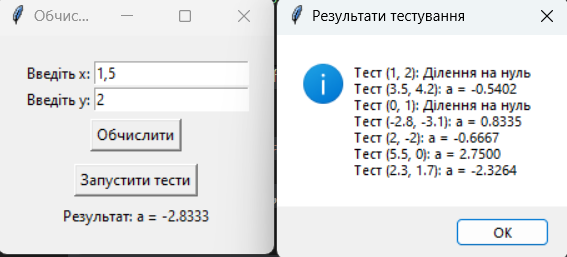 Обчис...
Введіть x: 1,5
Введіть y: 2
Обчислити
Запустити тести
Результат: a = -2.8333
Результати тестування
Тест (1, 2): Ділення на нуль
Тест (3.5, 4.2): a = -0.5402
Тест (0, 1): Ділення на нуль
Тест (-2.8, -3.1): a = 0.8335
Тест (2, -2): a = -0.6667
Тест (5.5, 0): a = 2.7500
Тест (2.3, 1.7): a = -2.3264
OK